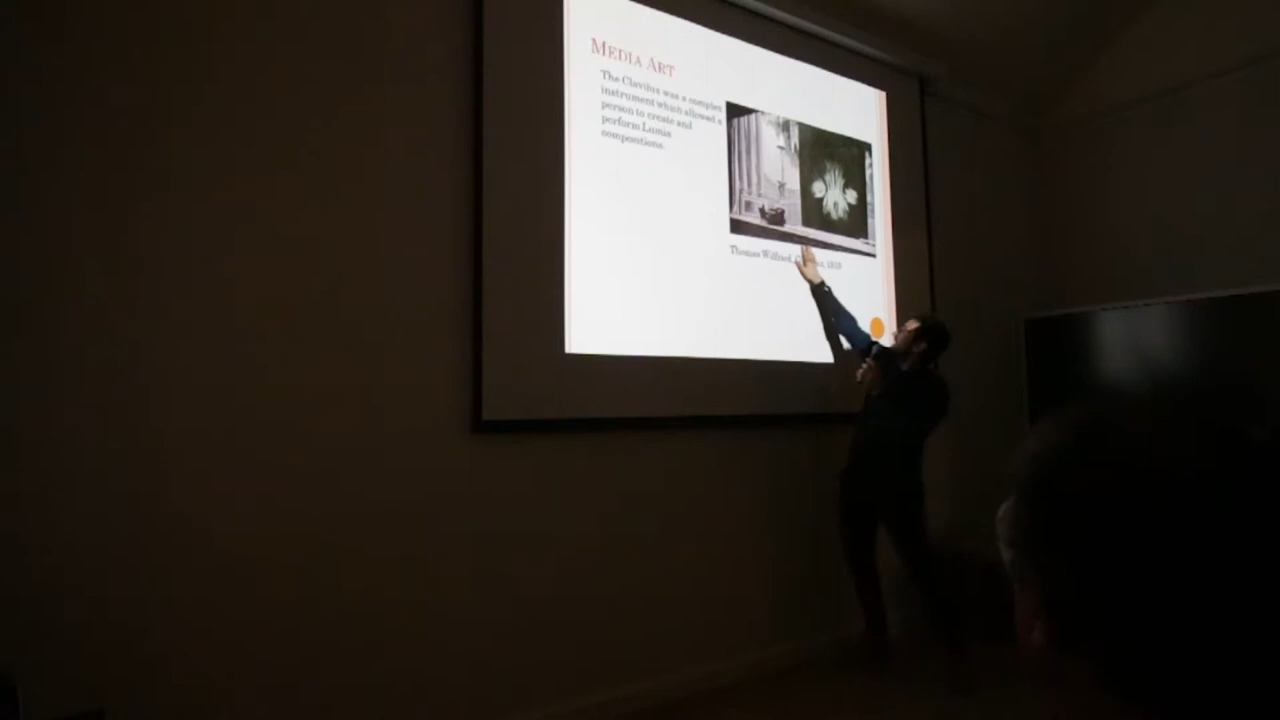 MEDIA ART
The Clavilux was a complex
instrument which allowed a
person to create and
perform Lumia
compositions.
Thomas Wilfred,